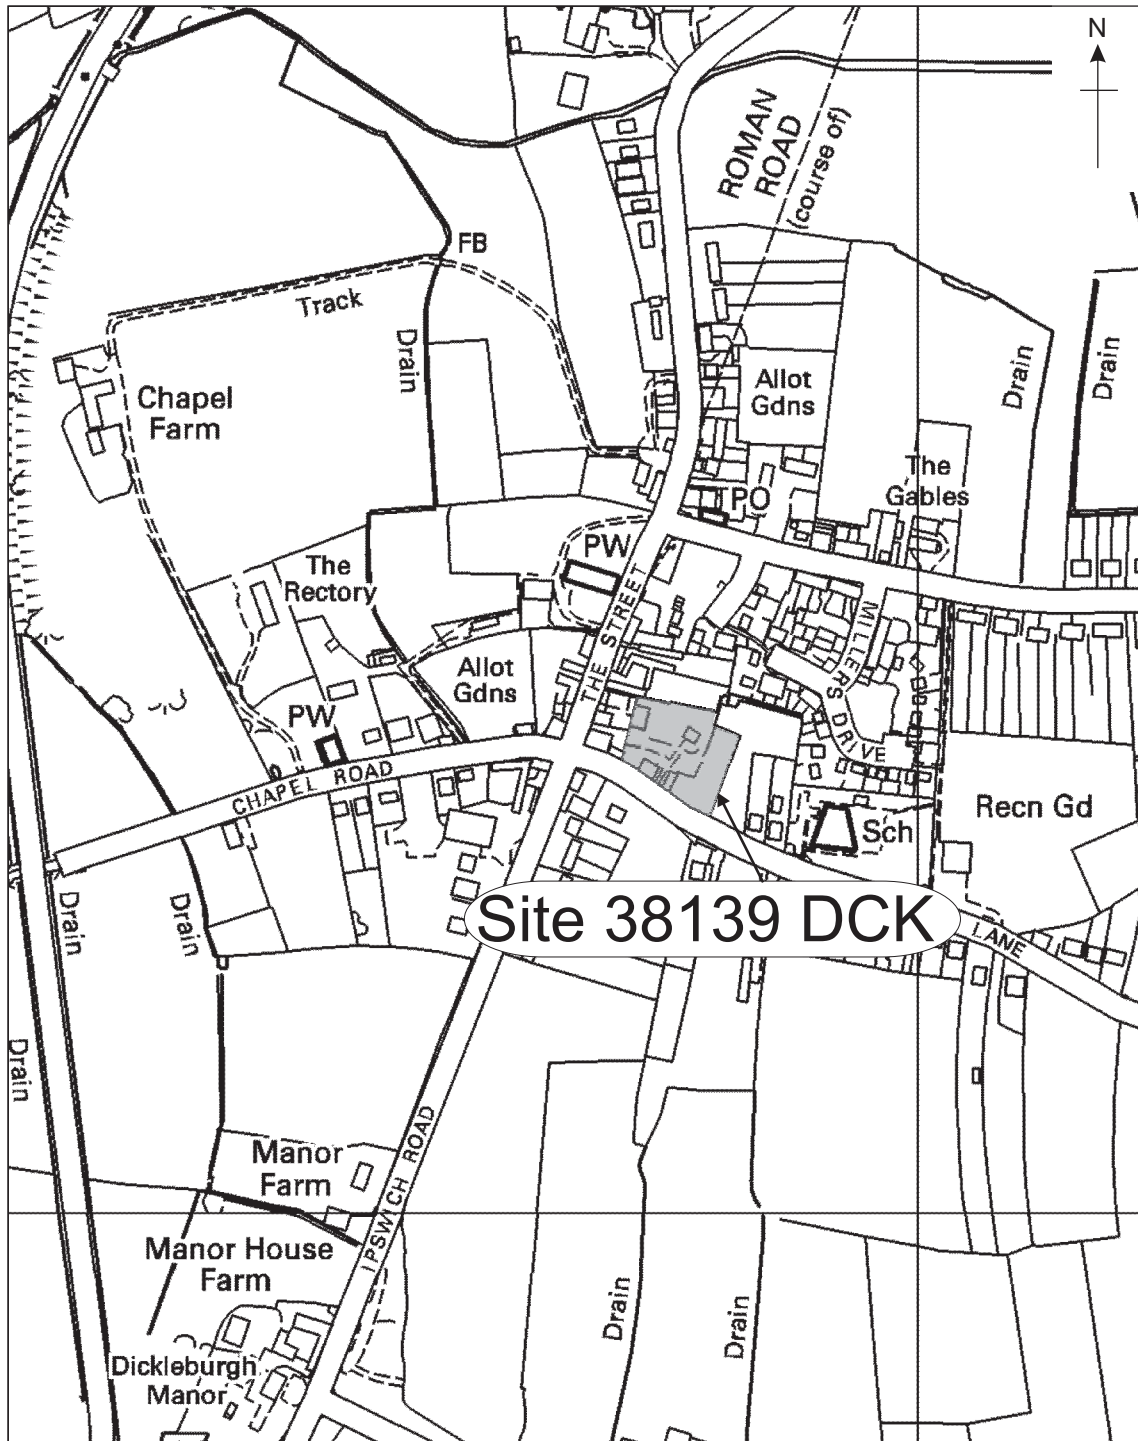 N
ROMAN
ROAD
(course of)
FB
Track
Drain
Chapel
Farm
Allot
Gdns
Drain
Drain
The
Gables
TPO
PW
The
Rectory
THE STREET
MILLERS DRIVE
Allot
Gdns
PW
CHAPEL ROAD
Recn Gd
Sch
Site 38139 DCK
LANE
Drain
Drain
Drain
IPSWICH ROAD
Manor
Farm
Manor House
Farm
Drain
Drain
Dickleburgh
Manor